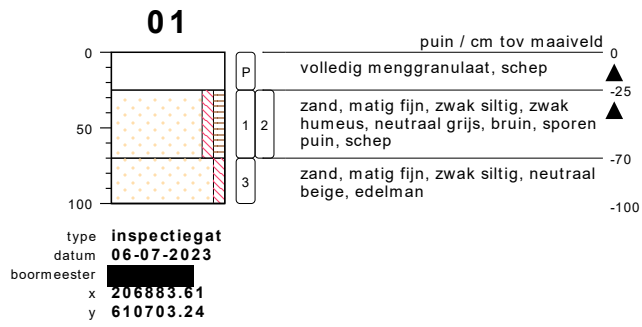 01
puin / cm tov maaiveld
0
0
P
volledig menggranulaat, schep
-25
zand, matig fijn, zwak siltig, zwak
50
1
2
humeus, neutraal grijs, bruin, sporen
puin, schep
-70
3
zand, matig fijn, zwak siltig, neutraal
beige, edelman
100
-100
type inspectiegat
datum 06-07-2023
boormeester
x 206883.61
y 610703.24